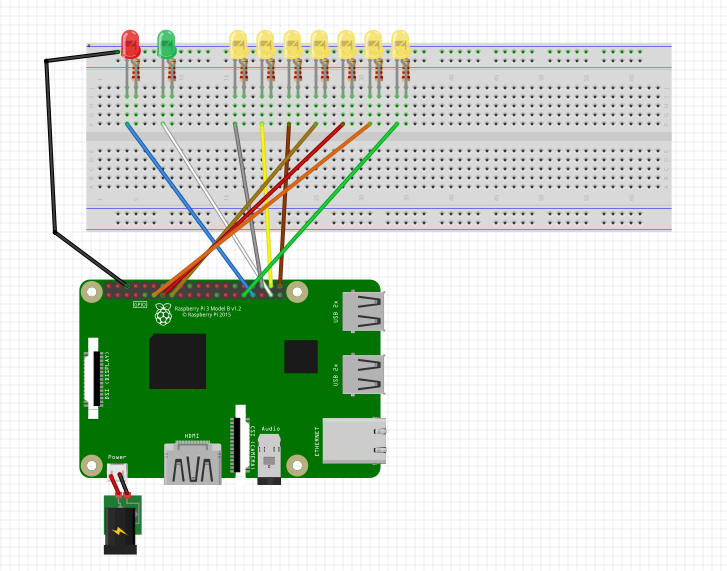 GPIO
Raspberry Pi 3 Model B v1.2
© Raspberry Pi 2015
USB 2x
DSI (DISPLAY)
USB 2x
HDMI
CSI (CAMERA)
Audio
ETHERNET
Power